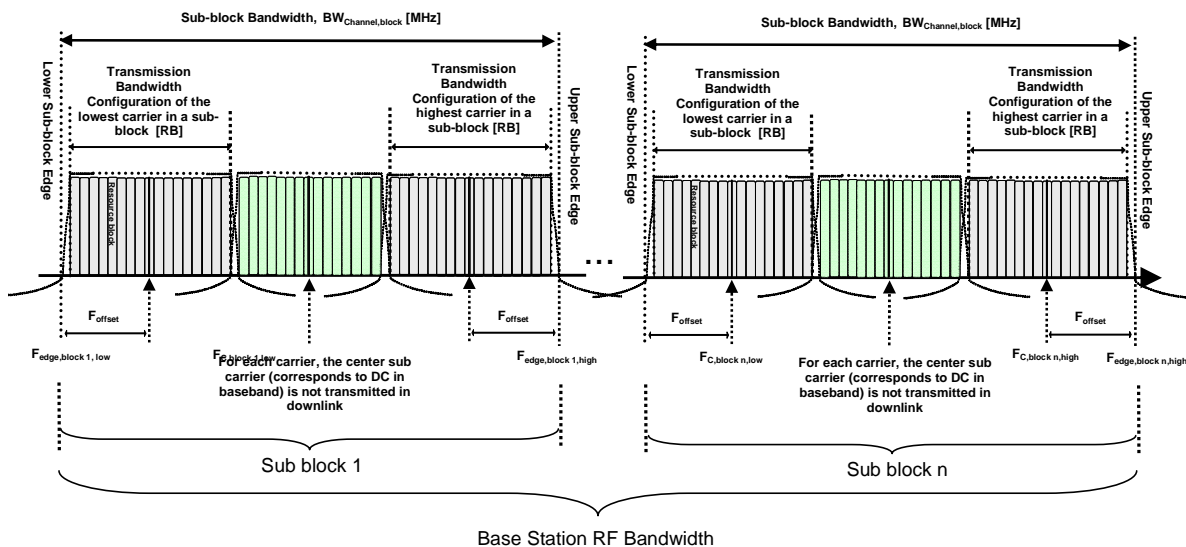 Sub-block Bandwidth, BWChannel,block [MHz]
Lower Sub-block Edge
Transmission
Bandwidth
Configuration of the
lowest carrier in a sub-
block [RB]
Transmission
Bandwidth
Configuration of the
highest carrier in a
sub-block [RB]
Upper Sub-block Edge
Resource block
Foffset
Foffset
Fedge,block 1, low
FC,block 1,low
Fedge,block 1,high
For each carrier, the center sub
carrier (corresponds to DC in
baseband) is not transmitted in
downlink
Sub block 1
...
Sub-block Bandwidth, BWChannel,block [MHz]
Lower Sub-block Edge
Transmission
Bandwidth
Configuration of the
lowest carrier in a
sub-block [RB]
Transmission
Bandwidth
Configuration of the
highest carrier in a
sub-block [RB]
Upper Sub-block Edge
Resource block
Foffset
Foffset
FC,block n,low
FC,block n,high
Fedge,block n,high
For each carrier, the center sub
carrier (corresponds to DC in
baseband) is not transmitted in
downlink
Sub block n
Base Station RF Bandwidth